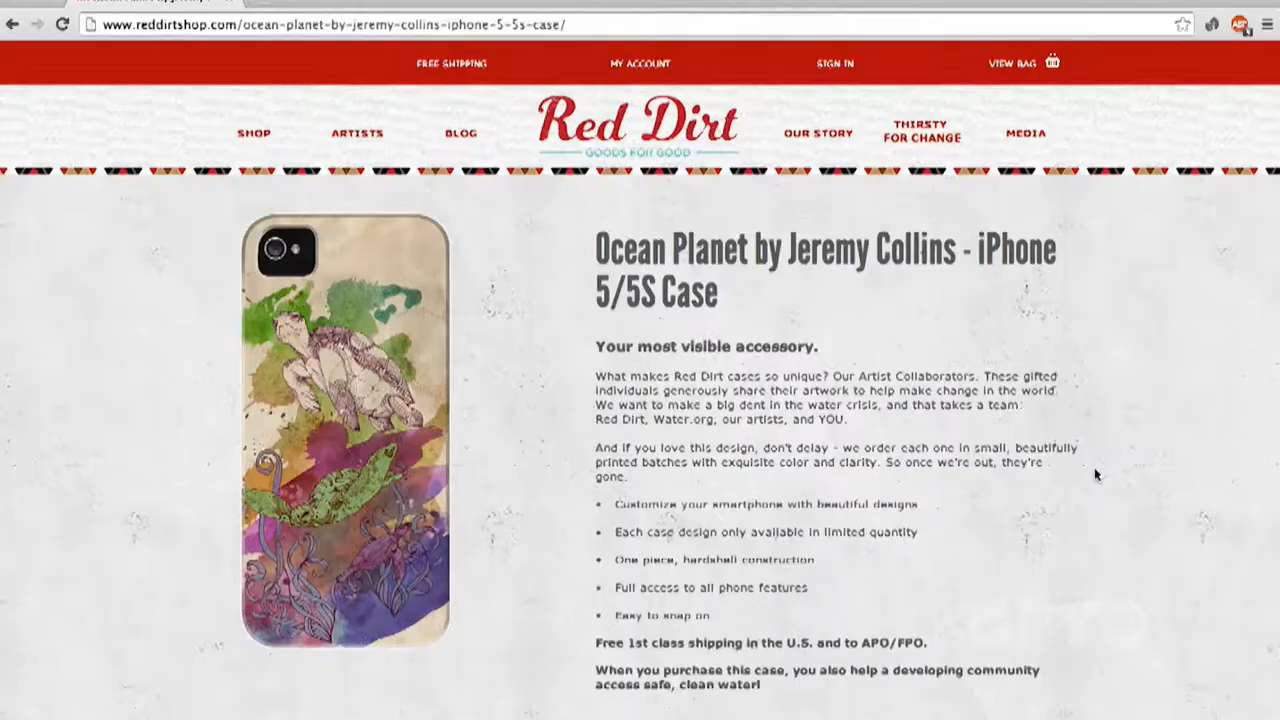 www.reddirtshop.com/ocean-planet-by-jeremy-collins-iphone-5-5s-case/
FREE SHIPPING MY ACCOUNT SIGN IN VIEW BAG
SHOP ARTISTS BLOG Red Dirt OUR STORY THIRSTY FOR CHANGE MEDIA
GOODS FOR GOOD
Ocean Planet by Jeremy Collins - iPhone
5/5S Case
Your most visible accessory.
What makes Red Dirt cases so unique? Our Artist Collaborators. These gifted
individuals generously share their artwork to help make change in the world.
We want to make a big dent in the water crisis, and that takes a team:
Red Dirt, Water.org, our artists, and YOU.
And if you love this design, don't delay - we order each one in small, beautifully
printed batches with exquisite color and clarity. So once we're out, they're
gone.
• Customize your smartphone with beautiful designs
• Each case design only available in limited quantity
• One piece, hardshell construction
• Full access to all phone features
• Easy to snap on
Free 1st class shipping in the U.S. and to APO/FPO.
When you purchase this case, you also help a developing community
access safe, clean water!